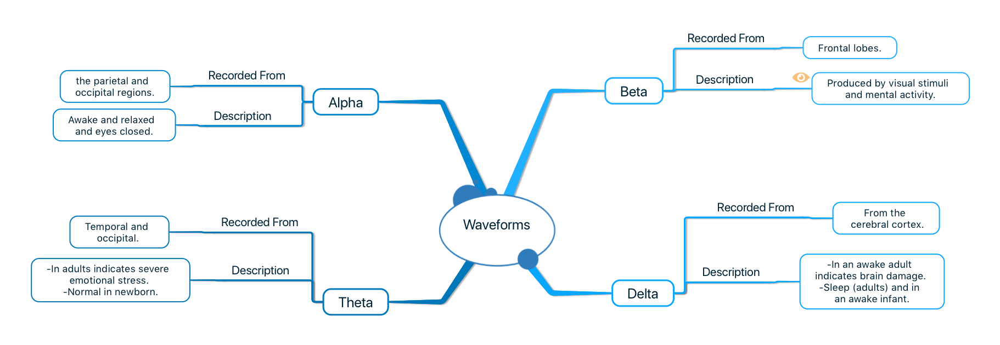 Waveforms
Alpha
Recorded From
the parietal and
occipital regions.
Description
Awake and relaxed
and eyes closed.
Beta
Recorded From
Frontal lobes.
Description
Produced by visual stimuli
and mental activity.
Theta
Recorded From
Temporal and
occipital.
Description
-In adults indicates severe
emotional stress.
-Normal in newborn.
Delta
Recorded From
From the
cerebral cortex.
Description
-In an awake adult
indicates brain damage.
-Sleep (adults) and in
an awake infant.